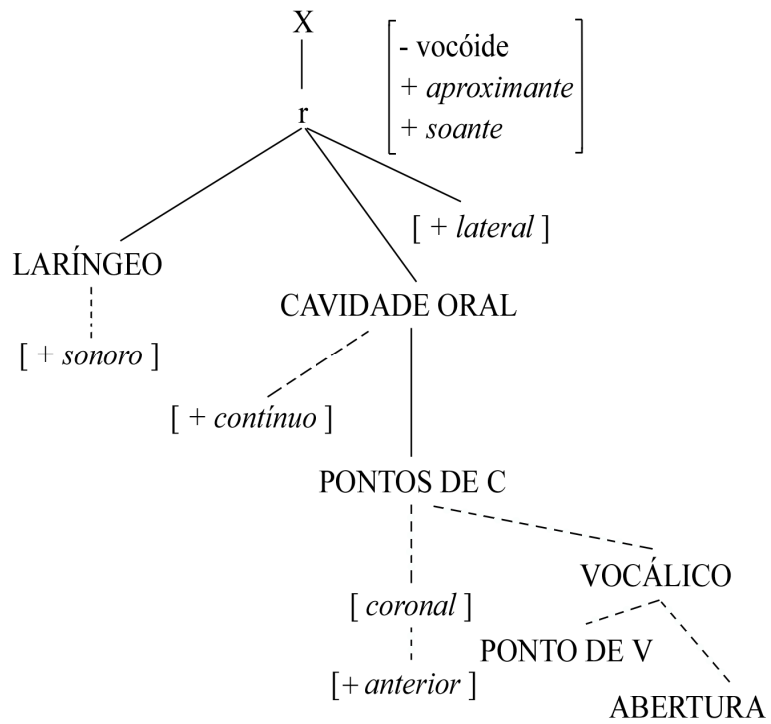 X
- vocóide
+ aproximante
+ soante
r
[ + lateral ]
LARÍNGEO
CAVIDADE ORAL
[ + sonoro ]
[ + contínuo ]
PONTOS DE C
VOCÁLICO
[ coronal ]
PONTO DE V
[+ anterior ]
ABERTURA